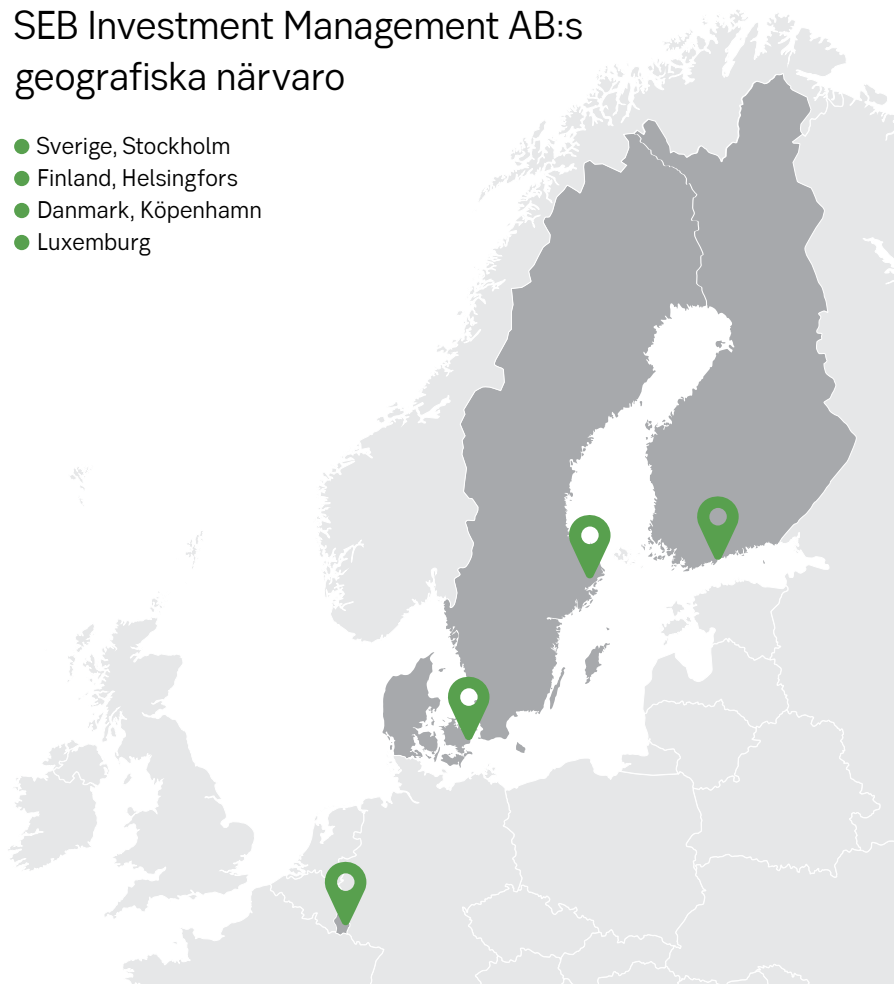 SEB Investment Management AB:s
geografiska närvaro
Sverige, Stockholm
Finland, Helsingfors
Danmark, Köpenhamn
Luxemburg